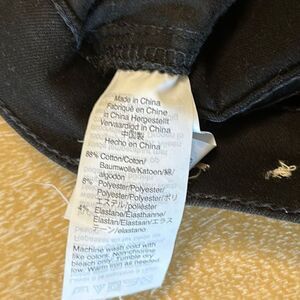 Made in China
Fabriqué en Chine
in China Hergestellt
Vervaardigd in China
中国製
Hecho en China
88% Cotton/Coton/
Baumwolle/Katoen/綿/
algodon
8% Polyester/Polyester/
Polyester/Polyester/ポリ
エステル/poliéster
4% Elastane/Élasthanne/
Elastan/Elastaan/エラス
テーン/elastano
Machine wash cold with
like colors. Non-chlorine
bleach only. Tumble dry
low. Warm iron as needed.